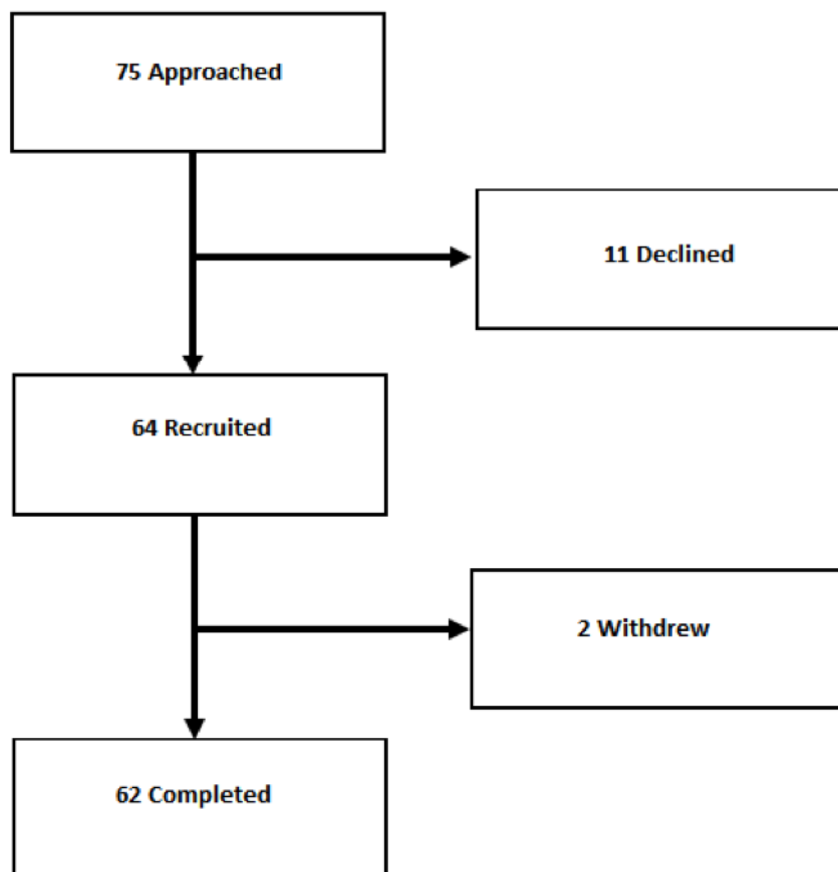 75 Approached
11 Declined
64 Recruited
2 Withdrew
62 Completed